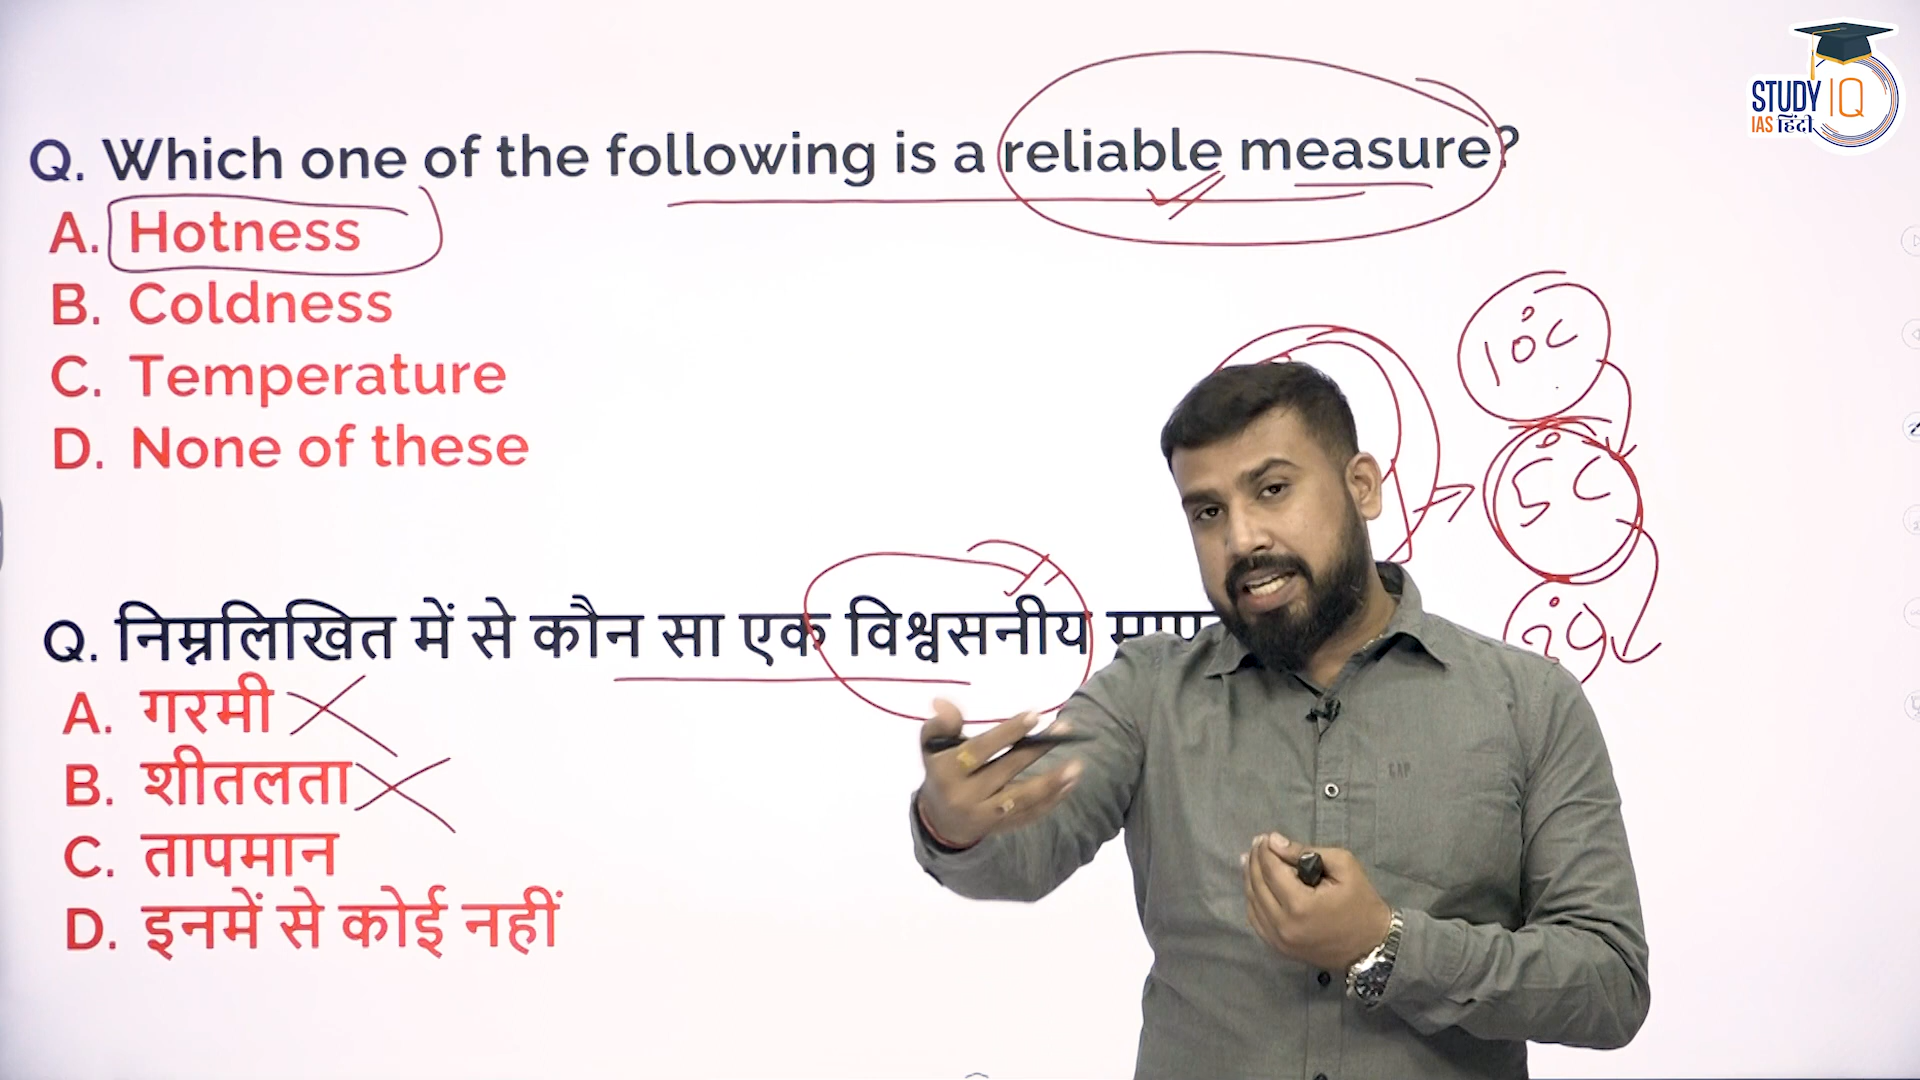 STUDY IQ
IAS हिंदी
Q. Which one of the following is a reliable measure?
A. Hotness
B. Coldness
C. Temperature
D. None of these
10°C
5°C
Q. निम्नलिखित में से कौन सा एक विश्वसनीय
A. गरमी
B. शीतलता
C. तापमान
D. इनमें से कोई नहीं
GAP